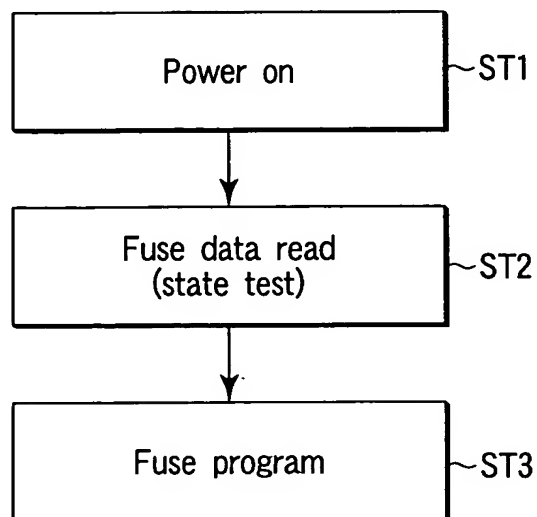 Power on
~ST1
Fuse data read
(state test)
~ST2
Fuse program
~ST3